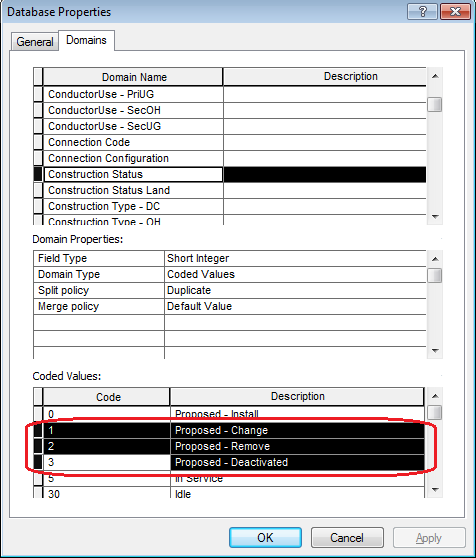 Database Properties
General Domains
Domain Name Description
ConductorUse - PriUG
ConductorUse - SecOH
ConductorUse - SecUG
Connection Code
Connection Configuration
Construction Status
Construction Status Land
Construction Type - DC
Construction Type - OH
Domain Properties:
Field Type Short Integer
Domain Type Coded Values
Split policy Duplicate
Merge policy Default Value
Coded Values:
Code Description
0 Proposed - Install
1 Proposed - Change
2 Proposed - Remove
3 Proposed - Deactivated
5 In Service
30 Idle
OK Cancel Apply